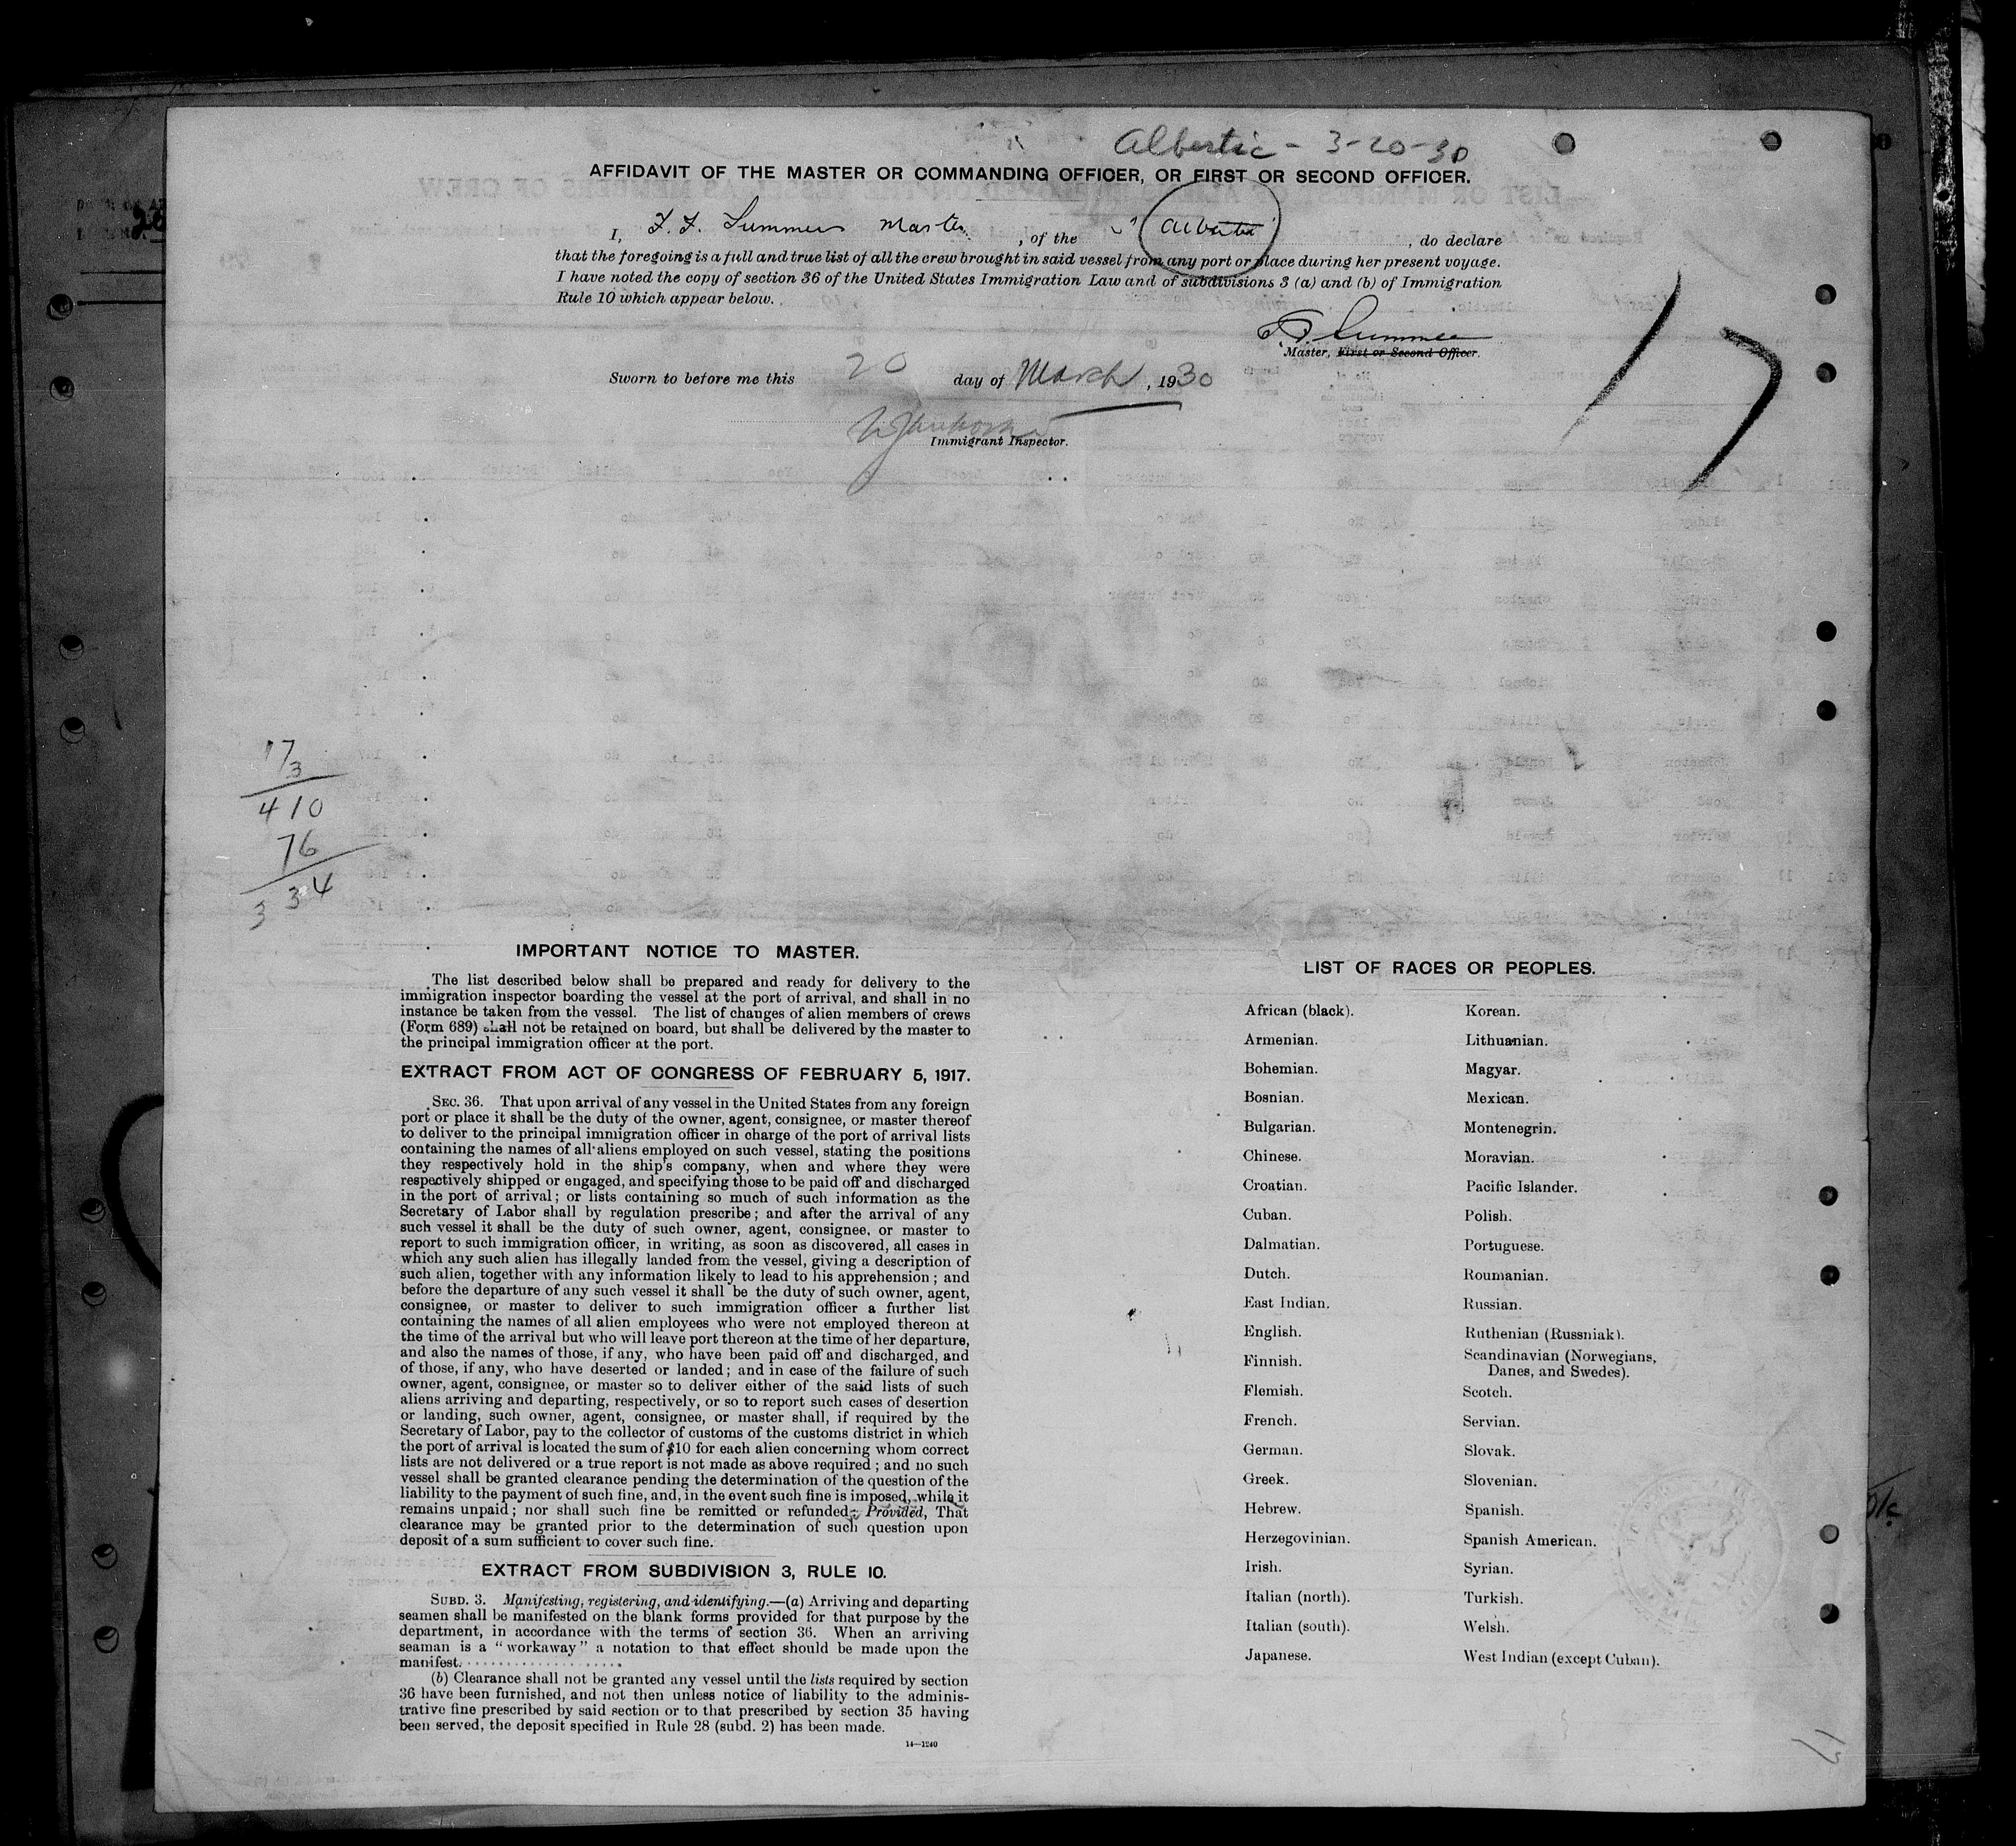 Albertic - 3-20-30
AFFIDAVIT OF THE MASTER OR COMMANDING OFFICER, OR FIRST OR SECOND OFFICER.
I, F. F. Summers Master, of the Albertic, do declare
that the foregoing is a full and true list of all the crew brought in said vessel from any port or place during her present voyage.
I have noted the copy of section 36 of the United States Immigration Law and of subdivisions 3 (a) and (b) of Immigration
Rule 10 which appear below.
F. F. Summers
Master, First or Second Officer.
17
Sworn to before me this 20 day of March, 1930
Immigrant Inspector.
17
3
410
76
334
IMPORTANT NOTICE TO MASTER.
The list described below shall be prepared and ready for delivery to the
immigration inspector boarding the vessel at the port of arrival, and shall in no
instance be taken from the vessel. The list of changes of alien members of crews
(Form 689) shall not be retained on board, but shall be delivered by the master to
the principal immigration officer at the port.
EXTRACT FROM ACT OF CONGRESS OF FEBRUARY 5, 1917.
SEC. 36. That upon arrival of any vessel in the United States from any foreign
port or place it shall be the duty of the owner, agent, consignee, or master thereof
to deliver to the principal immigration officer in charge of the port of arrival lists
containing the names of all aliens employed on such vessel, stating the positions
they respectively hold in the ship's company, when and where they were
respectively shipped or engaged, and specifying those to be paid off and discharged
in the port of arrival; or lists containing so much of such information as the
Secretary of Labor shall by regulation prescribe; and after the arrival of any
such vessel it shall be the duty of such owner, agent, consignee, or master to
report to such immigration officer, in writing, as soon as discovered, all cases in
which any such alien has illegally landed from the vessel, giving a description of
such alien, together with any information likely to lead to his apprehension; and
before the departure of any such vessel it shall be the duty of such owner, agent,
consignee, or master to deliver to such immigration officer a further list
containing the names of all alien employees who were not employed thereon at
the time of the arrival but who will leave port thereon at the time of her departure,
and also the names of those, if any, who have been paid off and discharged, and
of those, if any, who have deserted or landed; and in case of the failure of such
owner, agent, consignee, or master so to deliver either of the said lists of such
aliens arriving and departing, respectively, or so to report such cases of desertion
or landing, such owner, agent, consignee, or master shall, if required by the
Secretary of Labor, pay to the collector of customs of the customs district in which
the port of arrival is located the sum of $10 for each alien concerning whom correct
lists are not delivered or a true report is not made as above required; and no such
vessel shall be granted clearance pending the determination of the question of the
liability to the payment of such fine, and, in the event such fine is imposed, while it
remains unpaid; nor shall such fine be remitted or refunded: Provided, That
clearance may be granted prior to the determination of such question upon
deposit of a sum sufficient to cover such fine.
EXTRACT FROM SUBDIVISION 3, RULE 10.
SUBD. 3. Manifesting, registering, and identifying.—(a) Arriving and departing
seamen shall be manifested on the blank forms provided for that purpose by the
department, in accordance with the terms of section 36. When an arriving
seaman is a "workaway" a notation to that effect should be made upon the
manifest.
(b) Clearance shall not be granted any vessel until the lists required by section
36 have been furnished, and not then unless notice of liability to the adminis-
trative fine prescribed by said section or to that prescribed by section 35 having
been served, the deposit specified in Rule 28 (subd. 2) has been made.
14—1240
LIST OF RACES OR PEOPLES.
African (black).
Armenian.
Bohemian.
Bosnian.
Bulgarian.
Chinese.
Croatian.
Cuban.
Dalmatian.
Dutch.
East Indian.
English.
Finnish.
Flemish.
French.
German.
Greek.
Hebrew.
Herzegovinian.
Irish.
Italian (north).
Italian (south).
Japanese.
Korean.
Lithuanian.
Magyar.
Mexican.
Montenegrin.
Moravian.
Pacific Islander.
Polish.
Portuguese.
Roumanian.
Russian.
Ruthenian (Russniak).
Scandinavian (Norwegians,
Danes, and Swedes).
Scotch.
Servian.
Slovak.
Slovenian.
Spanish.
Spanish American.
Syrian.
Turkish.
Welsh.
West Indian (except Cuban).
17